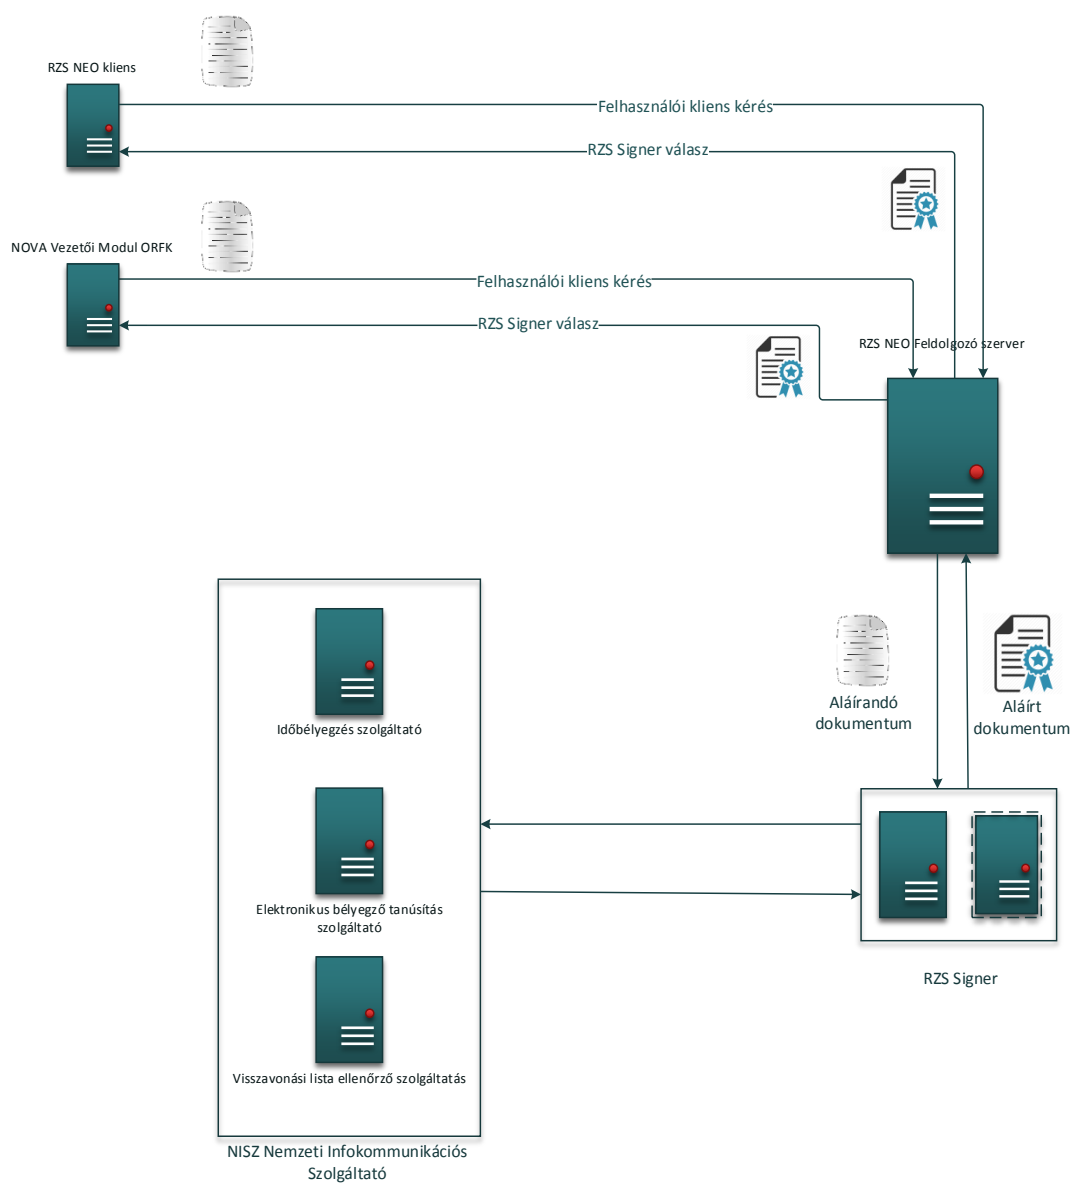 RZS NEO kliens
Felhasználói kliens kérés
RZS Signer válasz
NOVA Vezetői Modul ORFK
Felhasználói kliens kérés
RZS Signer válasz
RZS NEO Feldolgozó szerver
Aláírandó
dokumentum
Aláírt
dokumentum
Időbélyegzés szolgáltató
Elektronikus bélyegző tanúsítás
szolgáltató
RZS Signer
Visszavonási lista ellenőrző szolgáltatás
NISZ Nemzeti Infokommunikációs
Szolgáltató